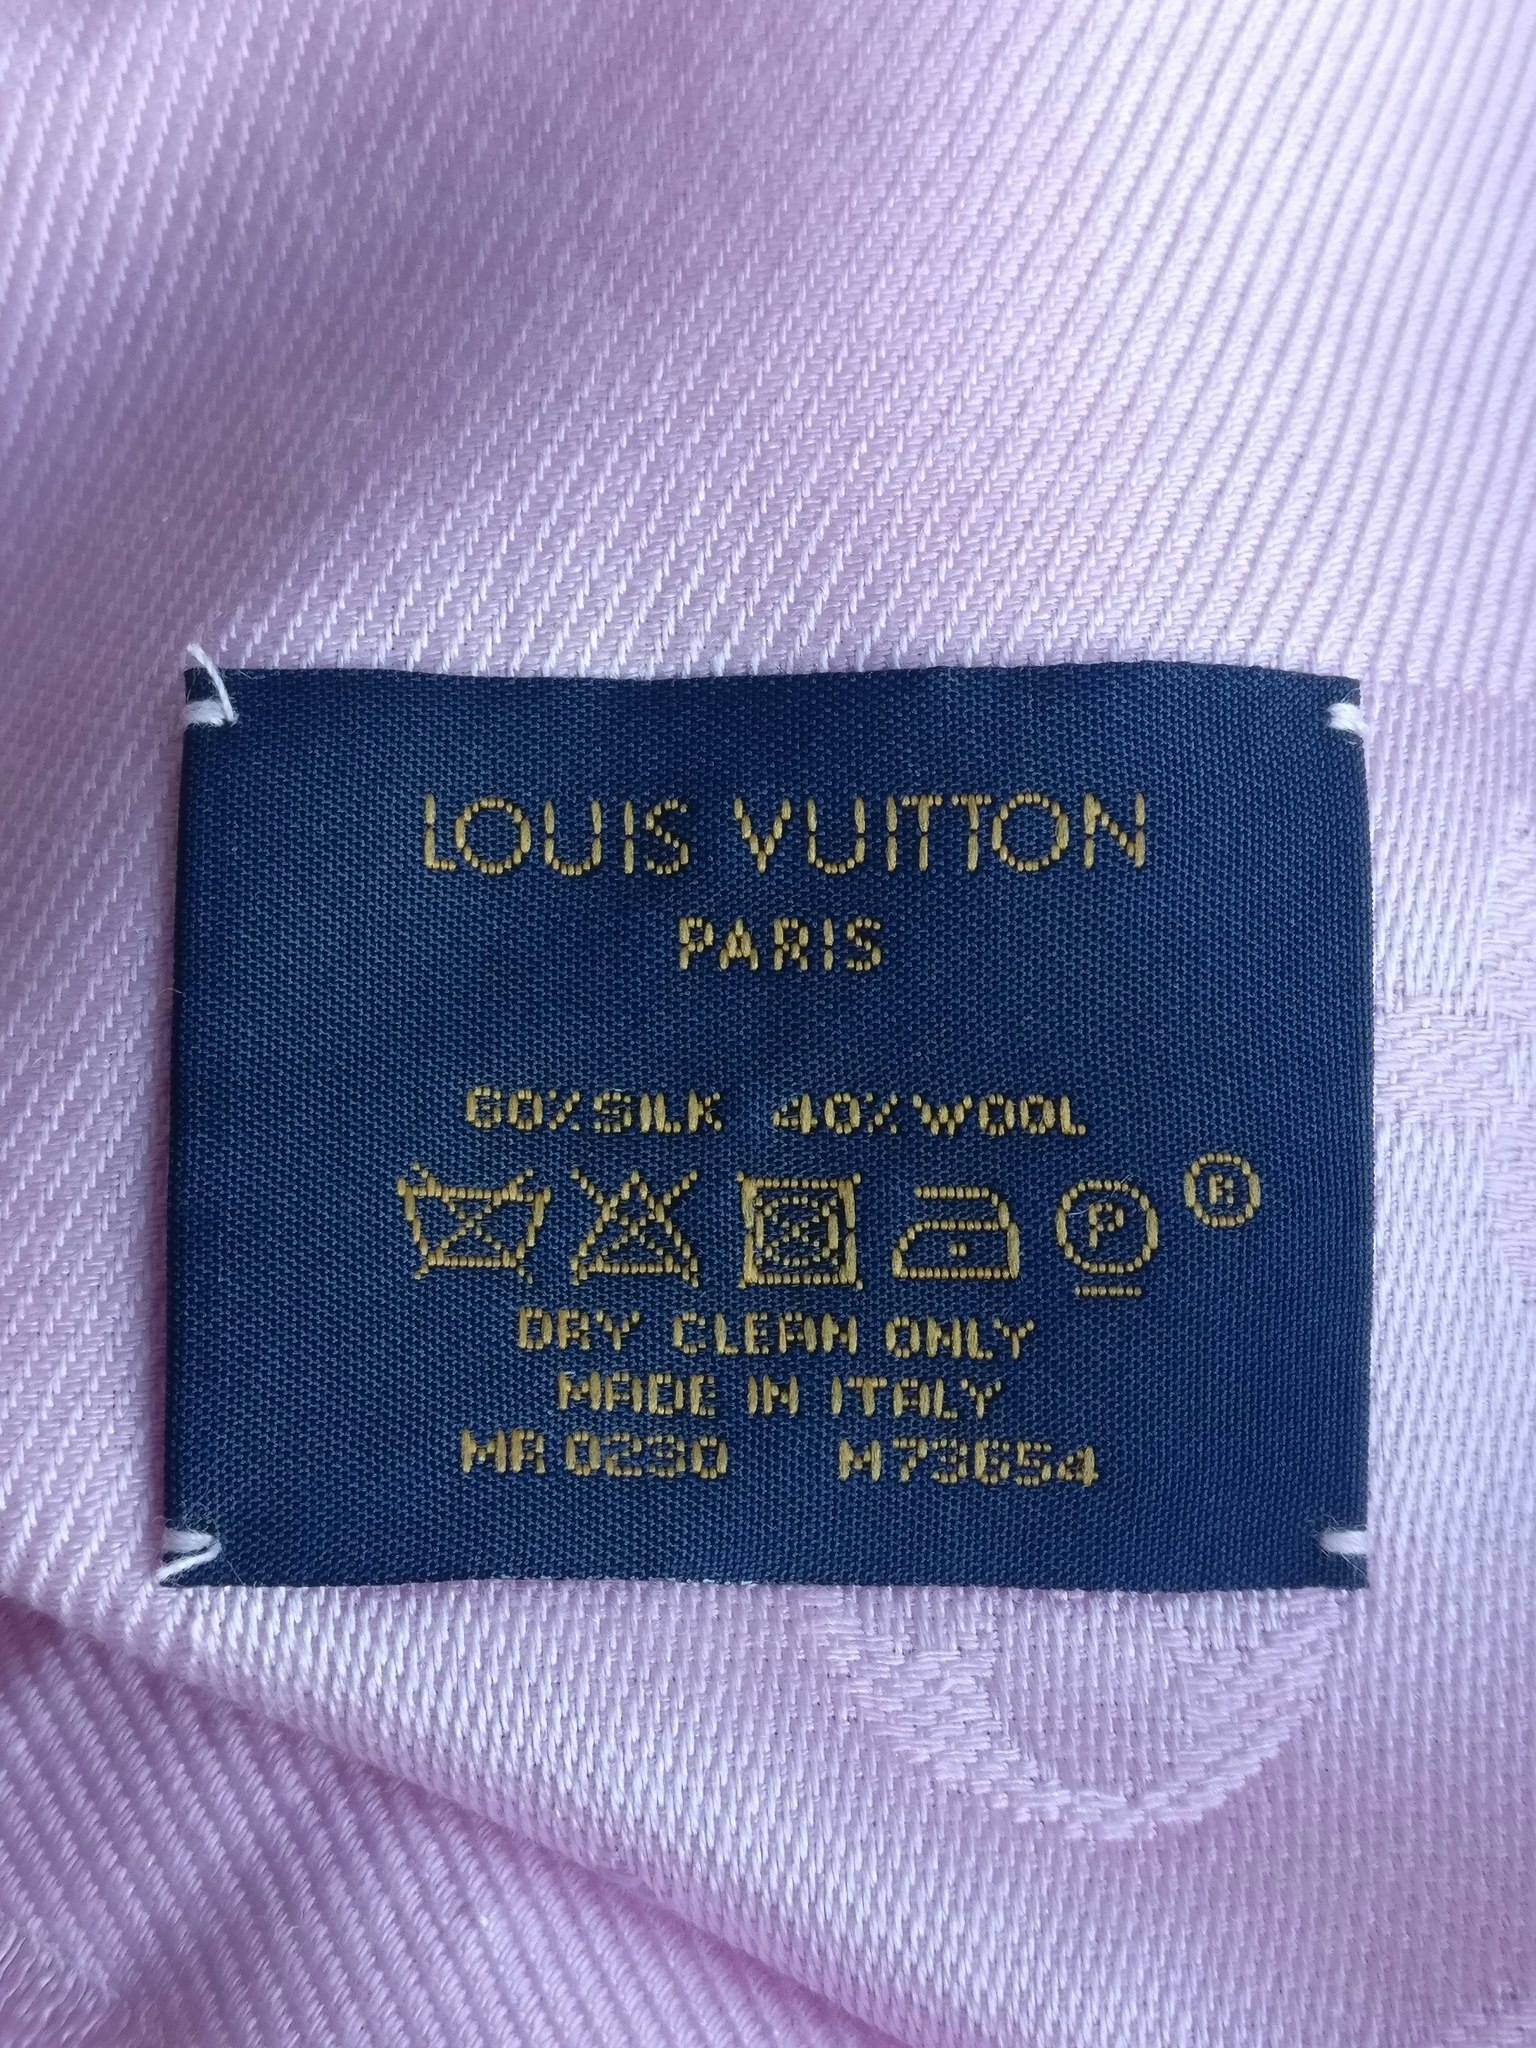 LOUIS VUITTON
PARIS
60% SILK 40% WOOL
P ®
DRY CLEAN ONLY
MADE IN ITALY
MR 0230 M73654